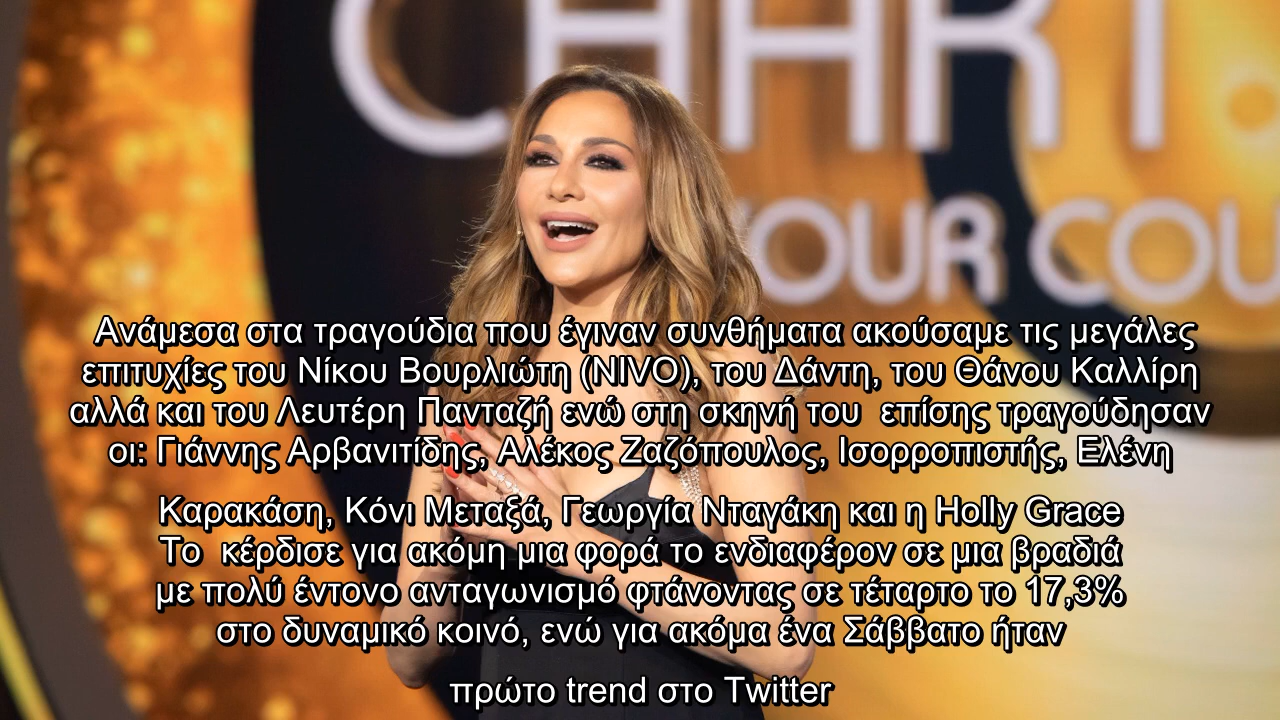 CHART
YOUR COU
Ανάμεσα στα τραγούδια που έγιναν συνθήματα ακούσαμε τις μεγάλες
επιτυχίες του Νίκου Βουρλιώτη (NIVO), του Δάντη, του Θάνου Καλλίρη
αλλά και του Λευτέρη Πανταζή ενώ στη σκηνή του  επίσης τραγούδησαν
οι: Γιάννης Αρβανιτίδης, Αλέκος Ζαζόπουλος, Ισορροπιστής, Ελένη
Καρακάση, Κόνι Μεταξά, Γεωργία Νταγάκη και η Holly Grace
Το  κέρδισε για ακόμη μια φορά το ενδιαφέρον σε μια βραδιά
με πολύ έντονο ανταγωνισμό φτάνοντας σε τέταρτο το 17,3%
στο δυναμικό κοινό, ενώ για ακόμα ένα Σάββατο ήταν
πρώτο trend στο Twitter